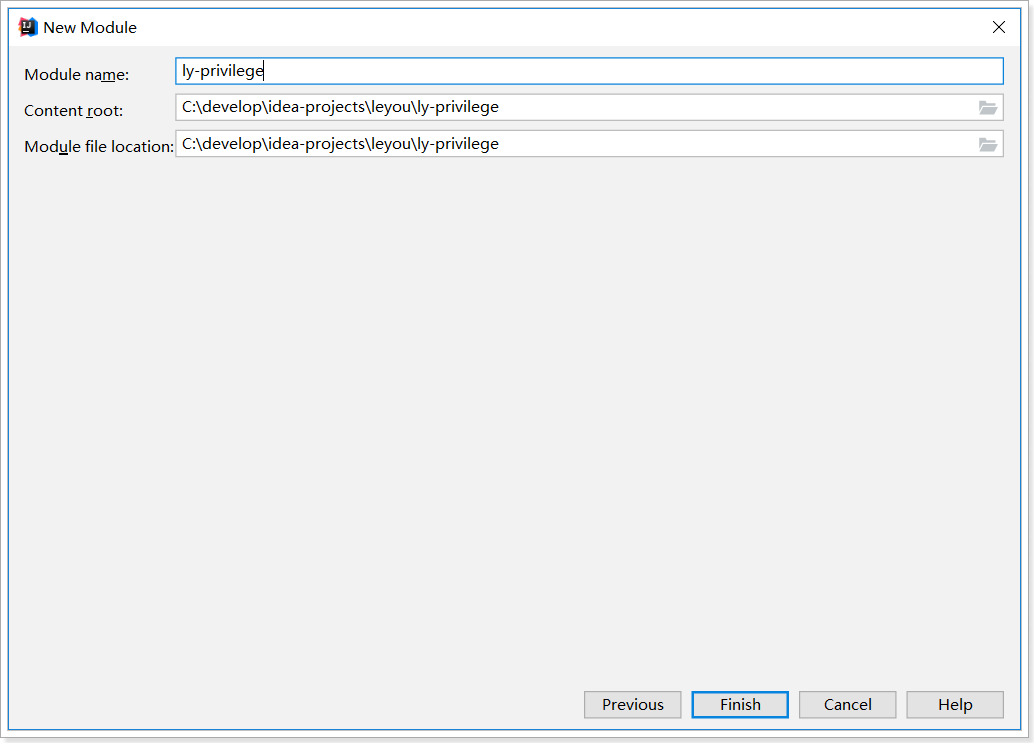 New Module
Module name: ly-privilege
Content root: C:\develop\idea-projects\leyou\ly-privilege
Module file location: C:\develop\idea-projects\leyou\ly-privilege
Previous Finish Cancel Help